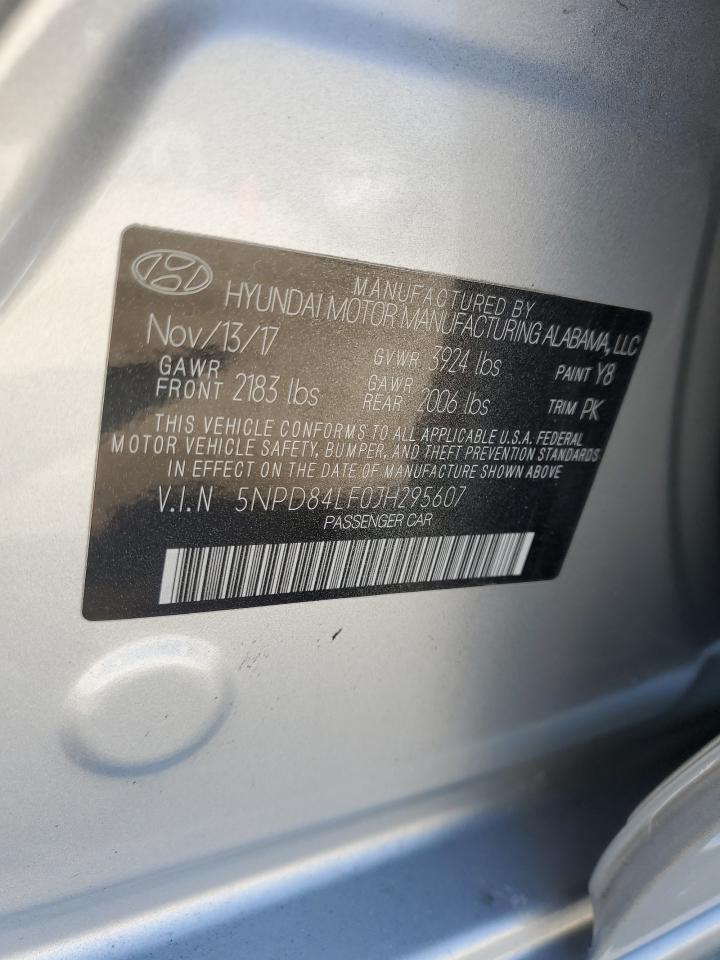 MANUFACTURED BY
HYUNDAI MOTOR MANUFACTURING ALABAMA, LLC
Nov/13/17 GVWR 3924 lbs PAINT Y8
GAWR FRONT 2183 lbs GAWR REAR 2006 lbs TRIM PK
THIS VEHICLE CONFORMS TO ALL APPLICABLE U.S.A. FEDERAL
MOTOR VEHICLE SAFETY, BUMPER, AND THEFT PREVENTION STANDARDS
IN EFFECT ON THE DATE OF MANUFACTURE SHOWN ABOVE
V.I.N 5NPD84LF0JH295607
PASSENGER CAR